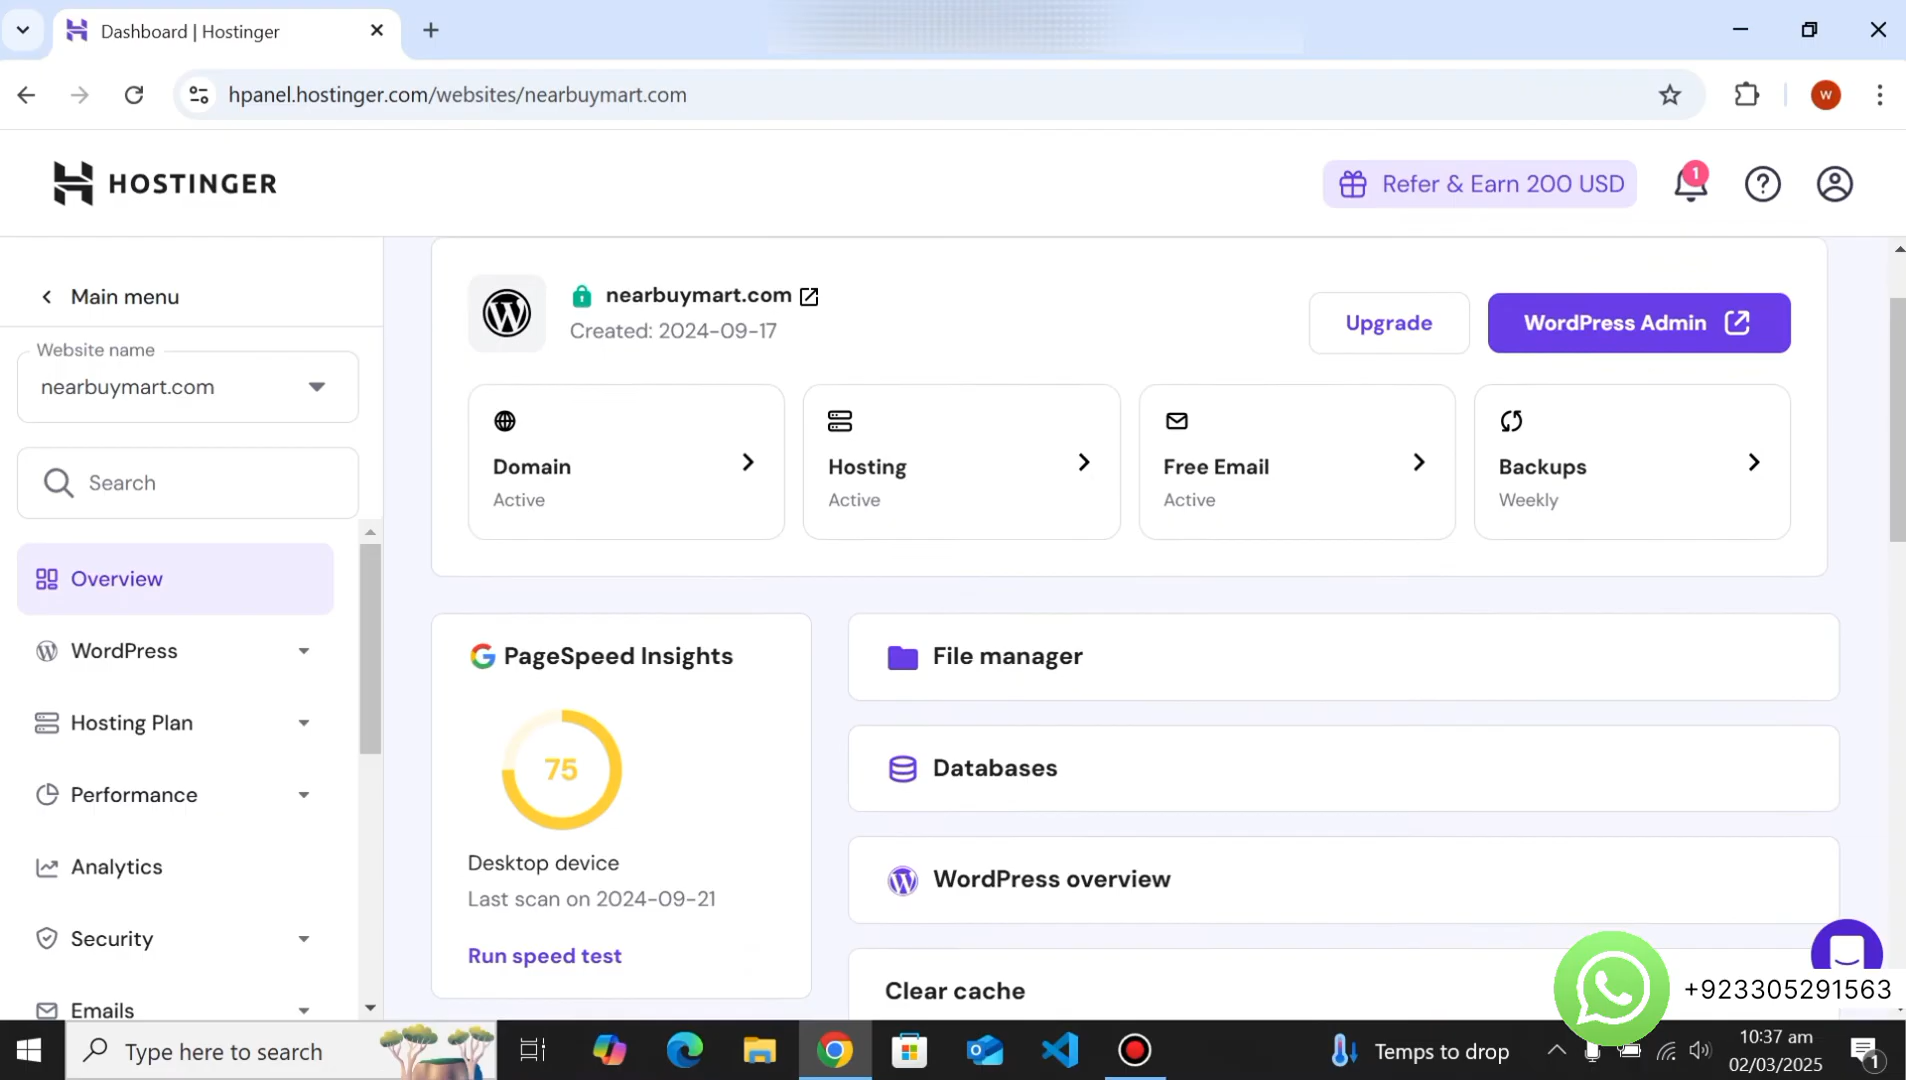 Dashboard | Hostinger
hpanel.hostinger.com/websites/nearbuymart.com
W
HOSTINGER
Refer & Earn 200 USD
1
Main menu
Website name
nearbuymart.com
Search
Overview
WordPress
Hosting Plan
Performance
Analytics
Security
Emails
nearbuymart.com
Created: 2024-09-17
Upgrade
WordPress Admin
Domain
Active
Hosting
Active
Free Email
Active
Backups
Weekly
PageSpeed Insights
75
Desktop device
Last scan on 2024-09-21
Run speed test
File manager
Databases
WordPress overview
Clear cache
+923305291563
Type here to search
Temps to drop
10:37 am
02/03/2025
1